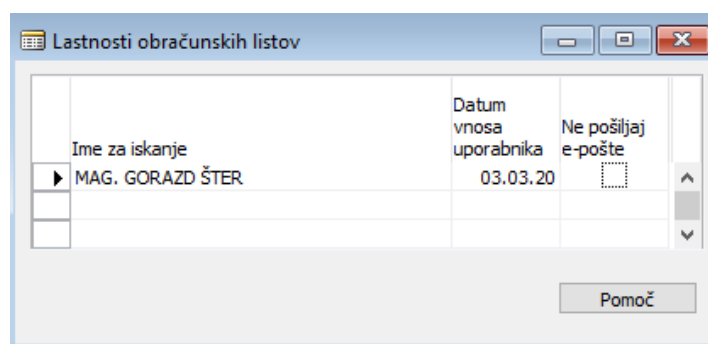 Lastnosti obračunskih listov
Datum
vnosa Ne pošiljaj
Ime za iskanje uporabnika e-pošte
MAG. GORAZD ŠTER 03.03.20
Pomoč